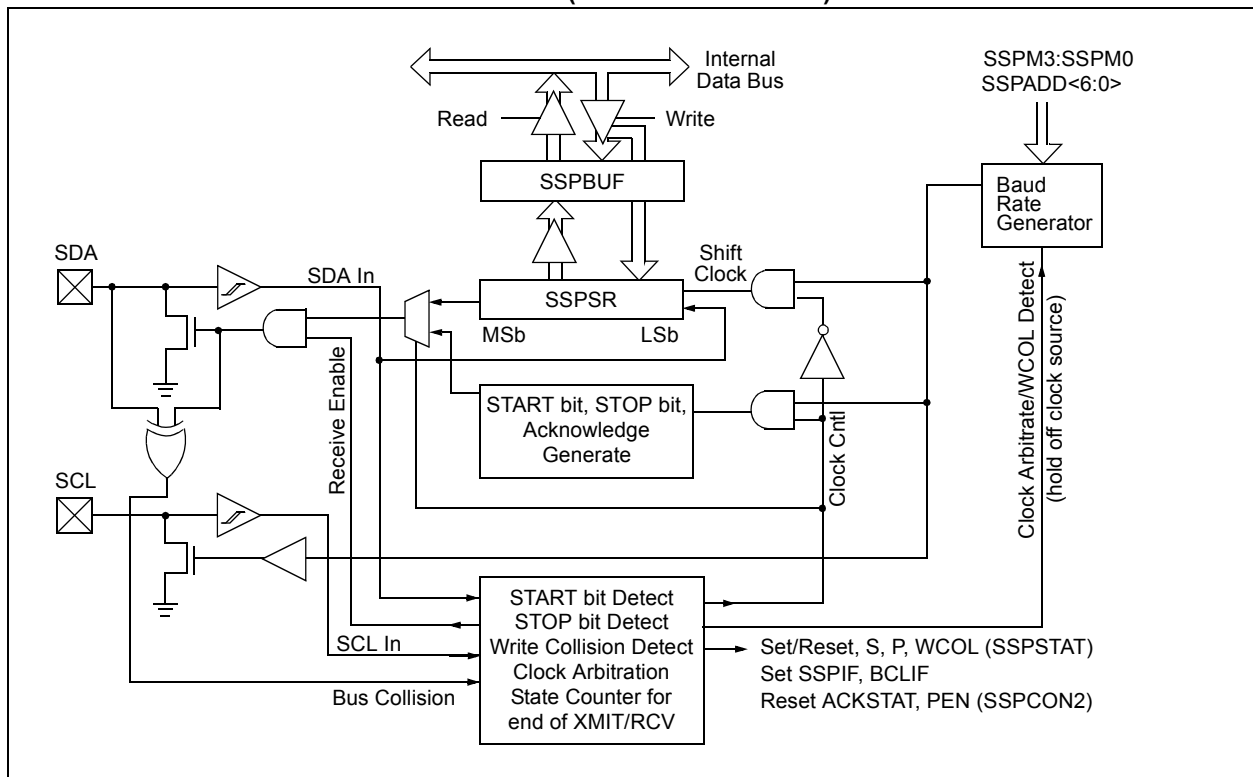 Internal
Data Bus
SSPM3:SSPM0
SSPADD<6:0>
Read
Write
SSPBUF
Baud
Rate
Generator
SDA
SDA In
Shift
Clock
SSPSR
MSb
LSb
START bit, STOP bit,
Acknowledge
Generate
Receive Enable
Clock Cntl
Clock Arbitrate/WCOL Detect
(hold off clock source)
SCL
SCL In
Bus Collision
START bit Detect
STOP bit Detect
Write Collision Detect
Clock Arbitration
State Counter for
end of XMIT/RCV
Set/Reset, S, P, WCOL (SSPSTAT)
Set SSPIF, BCLIF
Reset ACKSTAT, PEN (SSPCON2)